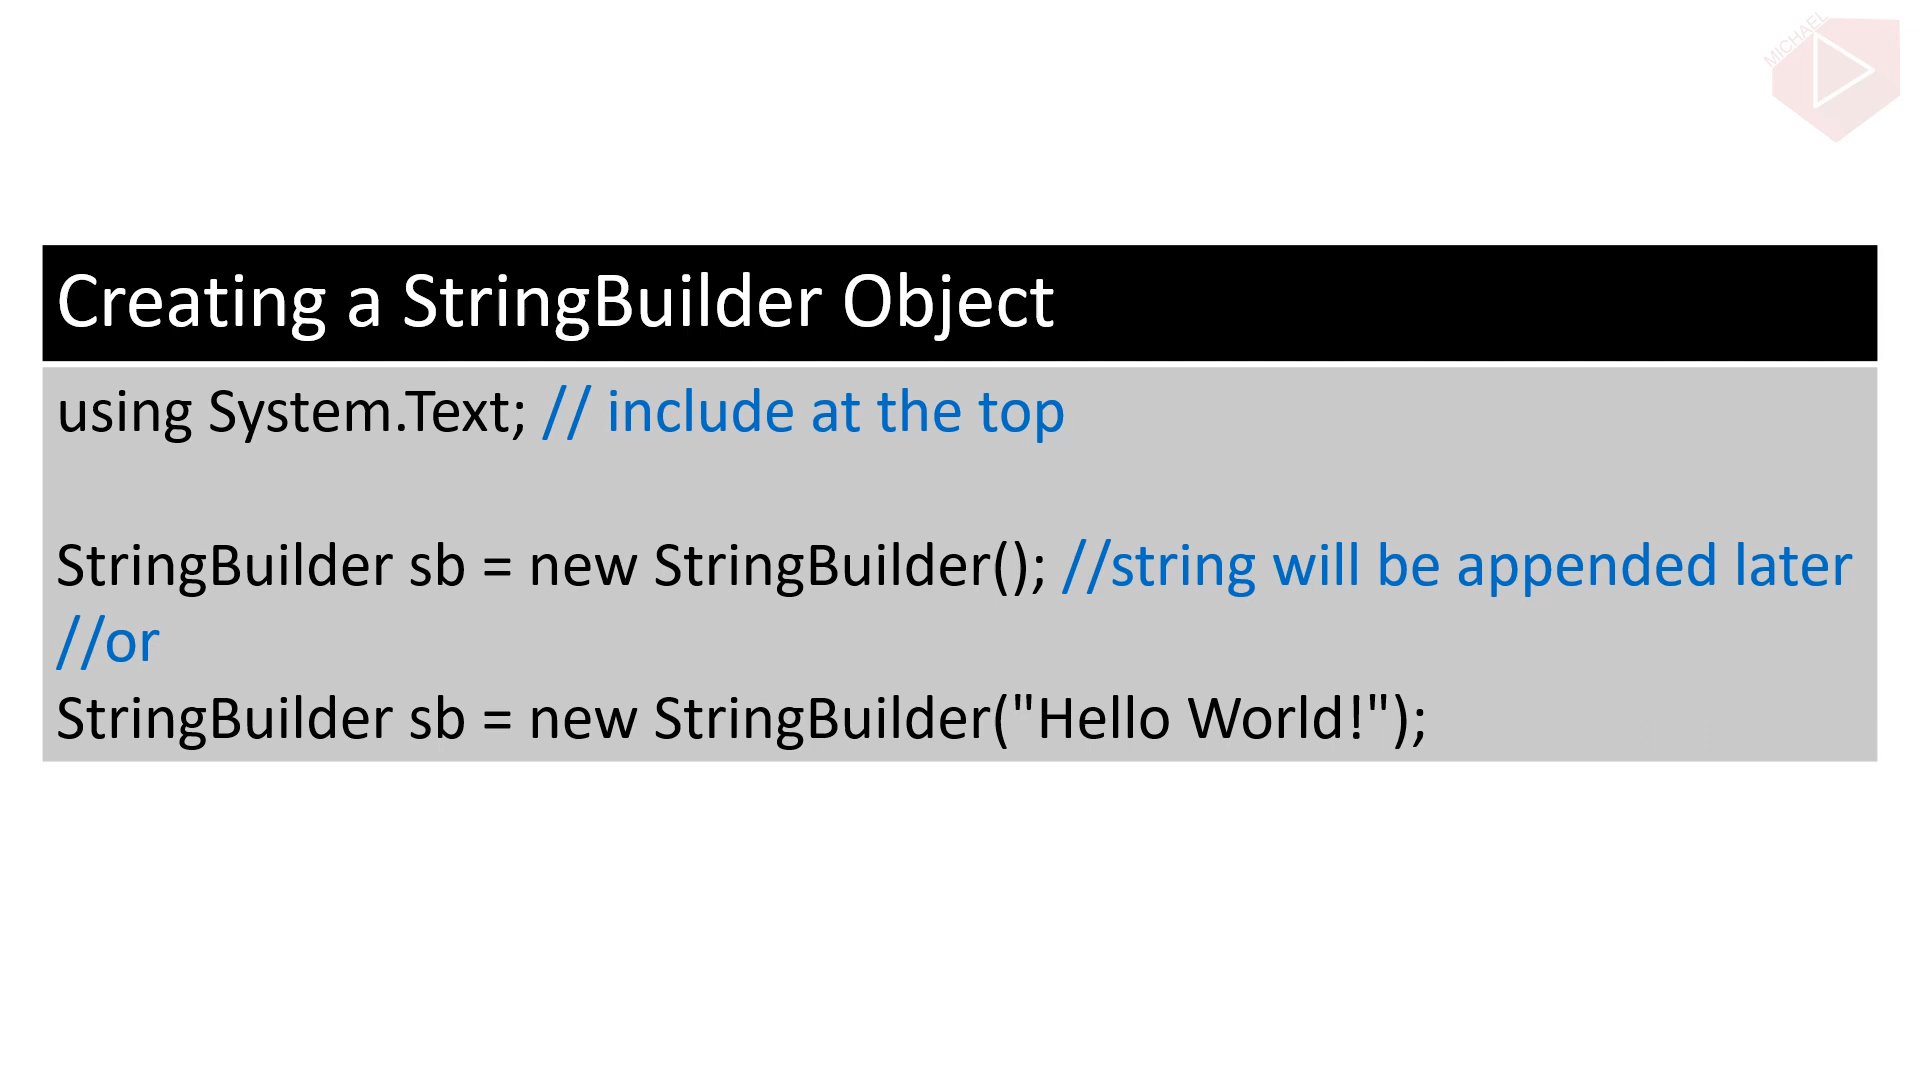 MICHAEL
Creating a StringBuilder Object
using System.Text; // include at the top
StringBuilder sb = new StringBuilder(); //string will be appended later
//or
StringBuilder sb = new StringBuilder("Hello World!");